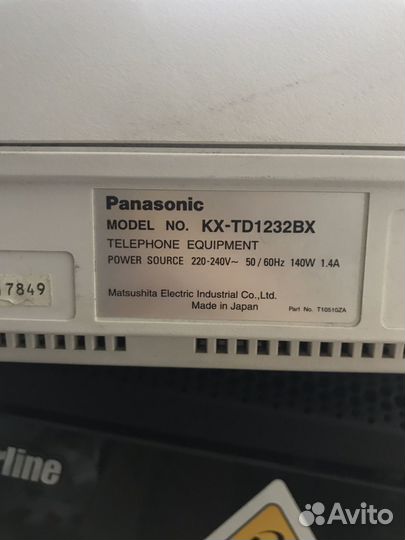 Panasonic
MODEL NO. KX-TD1232BX
TELEPHONE EQUIPMENT
POWER SOURCE 220-240V~ 50/60Hz 140W 1.4A
Matsushita Electric Industrial Co.,Ltd.
Made in Japan
Part No. T10510ZA
7849
rline
Avito